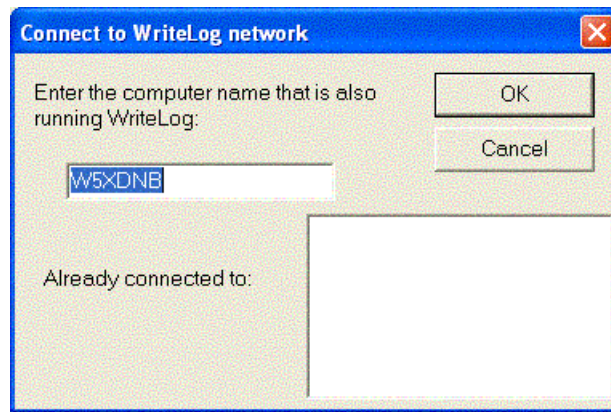 Connect to WriteLog network
Enter the computer name that is also
running WriteLog:
OK
Cancel
W5XDNB
Already connected to: